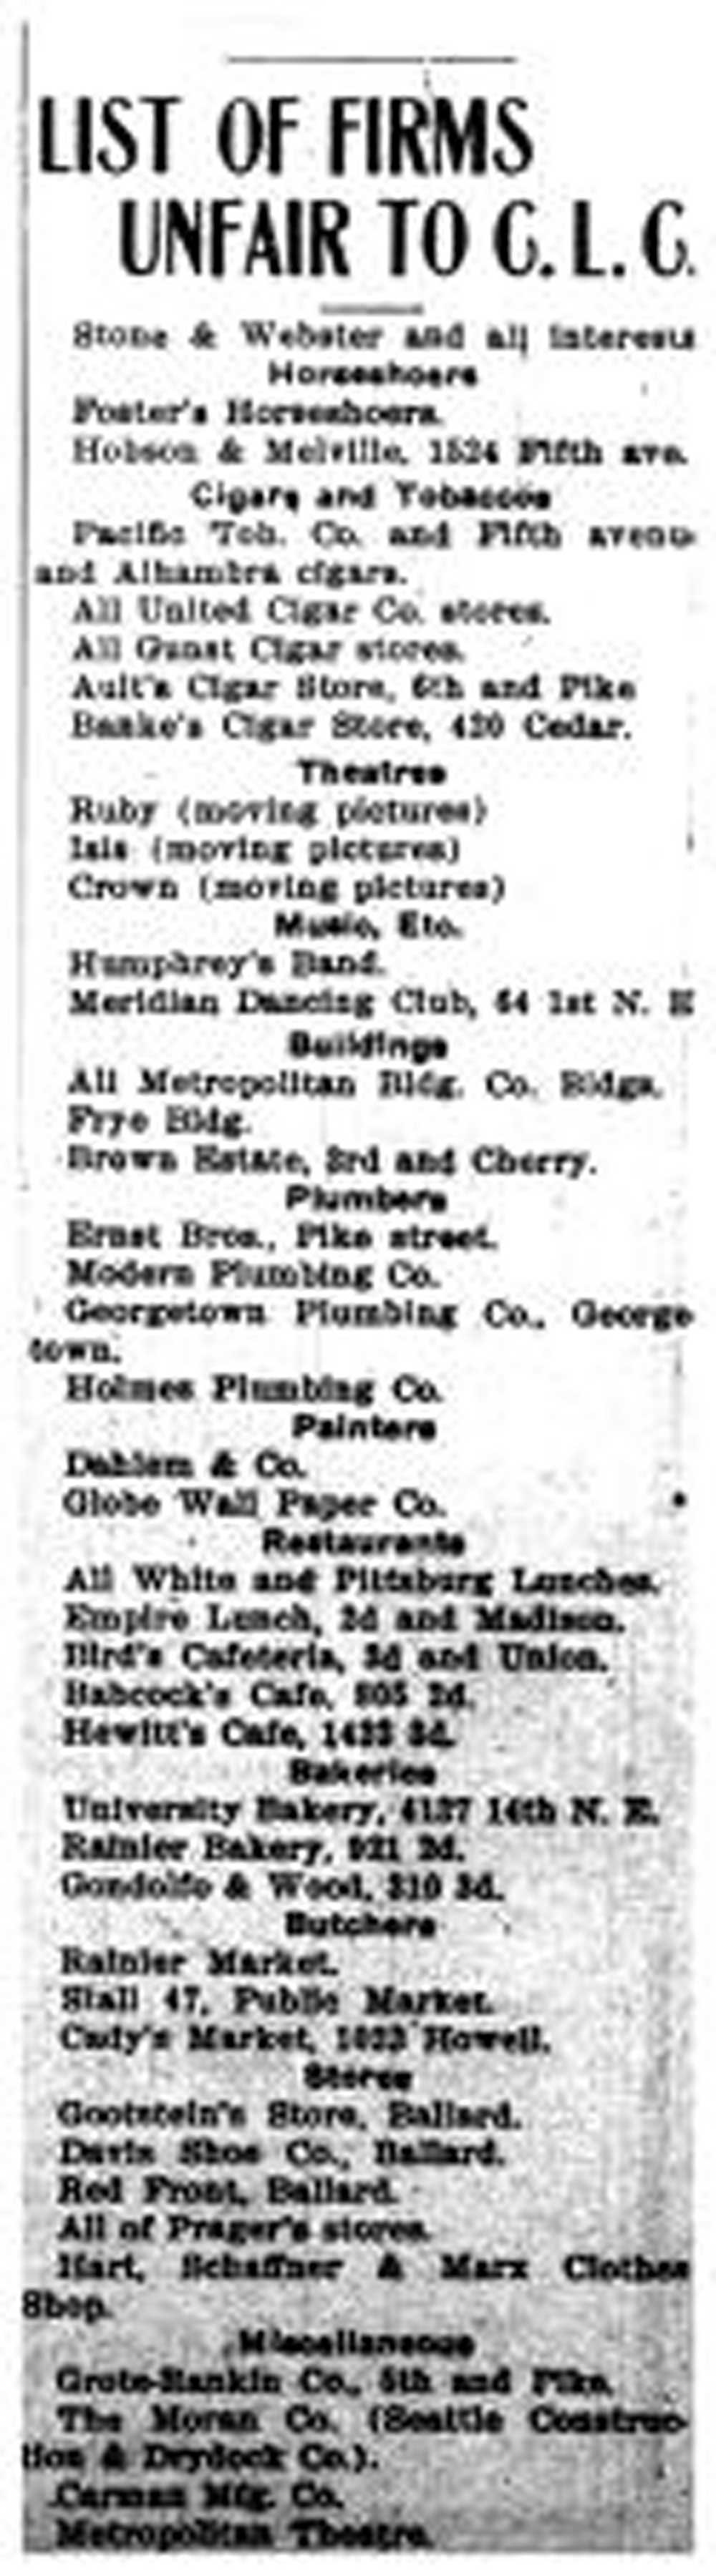 LIST OF FIRMS
UNFAIR TO C. L. C.
Stone & Webster and all interests
Horseshoers
Foster's Horseshoers.
Hobson & Melville, 1524 Fifth ave.
Cigars and Tobaccos
Pacific Tob. Co. and Fifth avenu
and Alhambra cigars.
All United Cigar Co. stores.
All Gunst Cigar stores.
Ault's Cigar Store, 6th and Pike
Banke's Cigar Store, 420 Cedar.
Theatres
Ruby (moving pictures)
Isis (moving pictures)
Crown (moving pictures)
Music, Etc.
Humphrey's Band.
Meridian Dancing Club, 64 1st N. E
Buildings
All Metropolitan Bldg. Co. Bldgs.
Frye Bldg.
Brown Estate, 3rd and Cherry.
Plumbers
Ernst Bros., Pike street.
Modern Plumbing Co.
Georgetown Plumbing Co., George-
town.
Holmes Plumbing Co.
Painters
Dahlem & Co.
Globe Wall Paper Co.
Restaurants
All White and Pittsburg Lunches.
Empire Lunch, 2d and Madison.
Bird's Cafeteria, 3d and Union.
Babcock's Cafe, 805 2d.
Hewitt's Cafe, 3d.
Bakeries
University Bakery, 4137 14th N. E.
Rainier Bakery, 921 2d.
Gondolfo & Wood, 3d.
Butchers
Rainier Market.
Stall 47, Public Market.
Cady's Market, 1023 Howell.
Stores
Gootstein's Store, Ballard.
Davis Shoe Co., Ballard.
Red Front, Ballard.
All of Prager's stores.
Hart, Schaffner & Marx Clothes
Shop.
Miscellaneous
Grote-Rankin Co., 5th and Pike.
The Moran Co. (Seattle Construc-
tion & Drydock Co.).
Carman Mfg. Co.
Metropolitan Theatre.